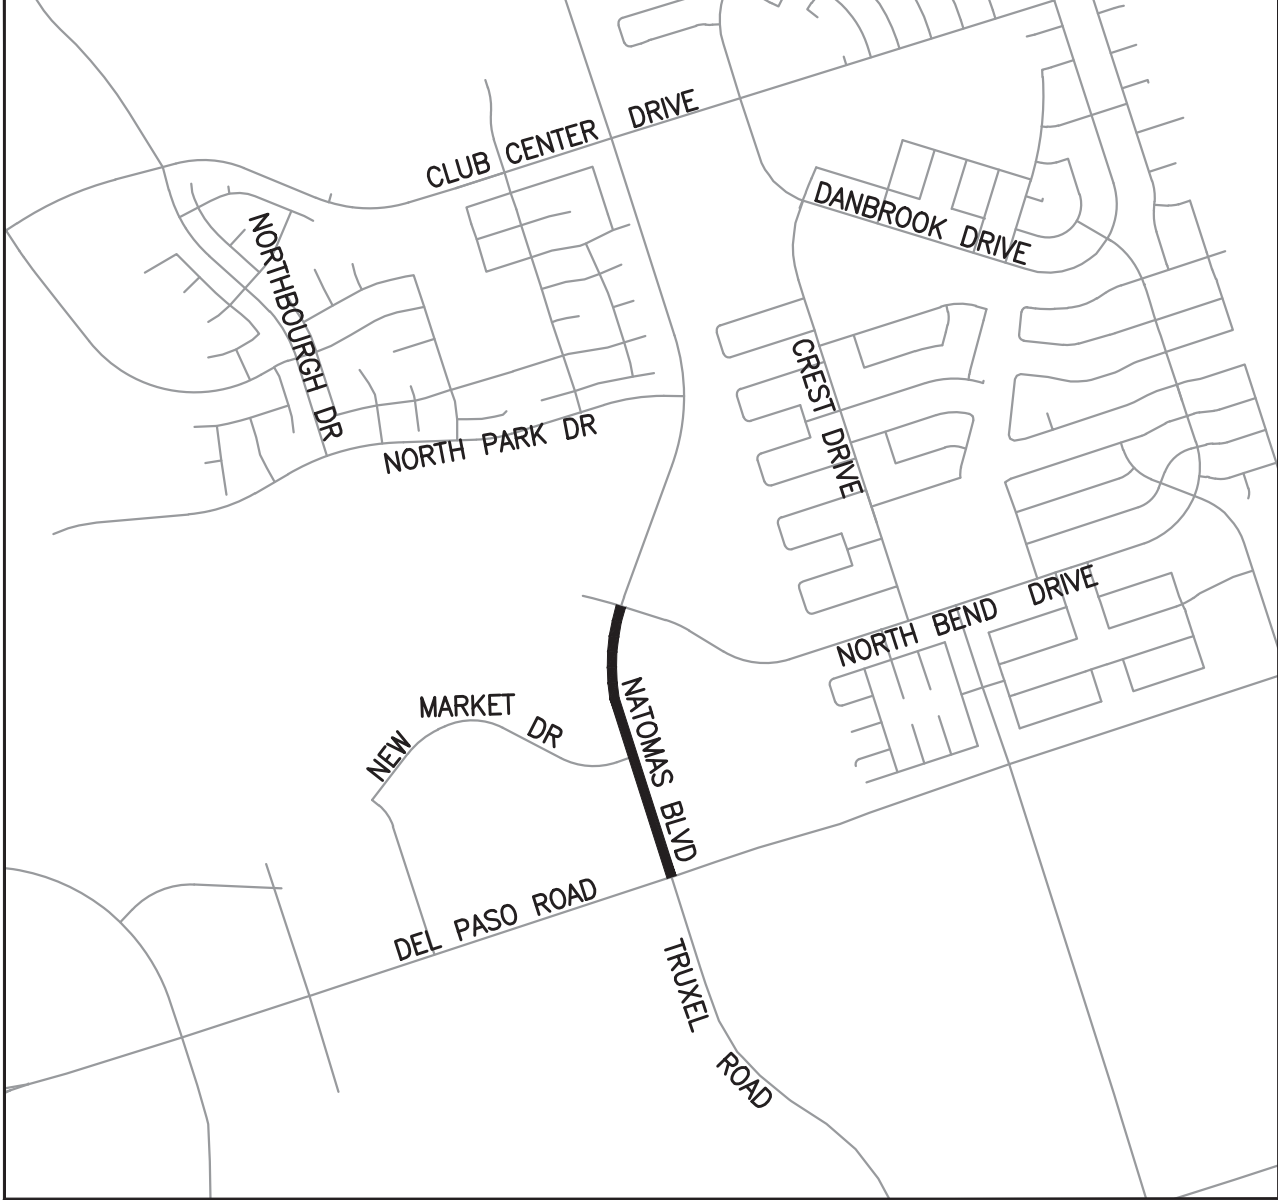 CLUB CENTER DRIVE
DANBROOK DRIVE
NORTHBOURGH DR
CREST DRIVE
NORTH PARK DR
NORTH BEND DRIVE
NEW MARKET DR
NATOMAS BLVD
DEL PASO ROAD
TRUXEL ROAD